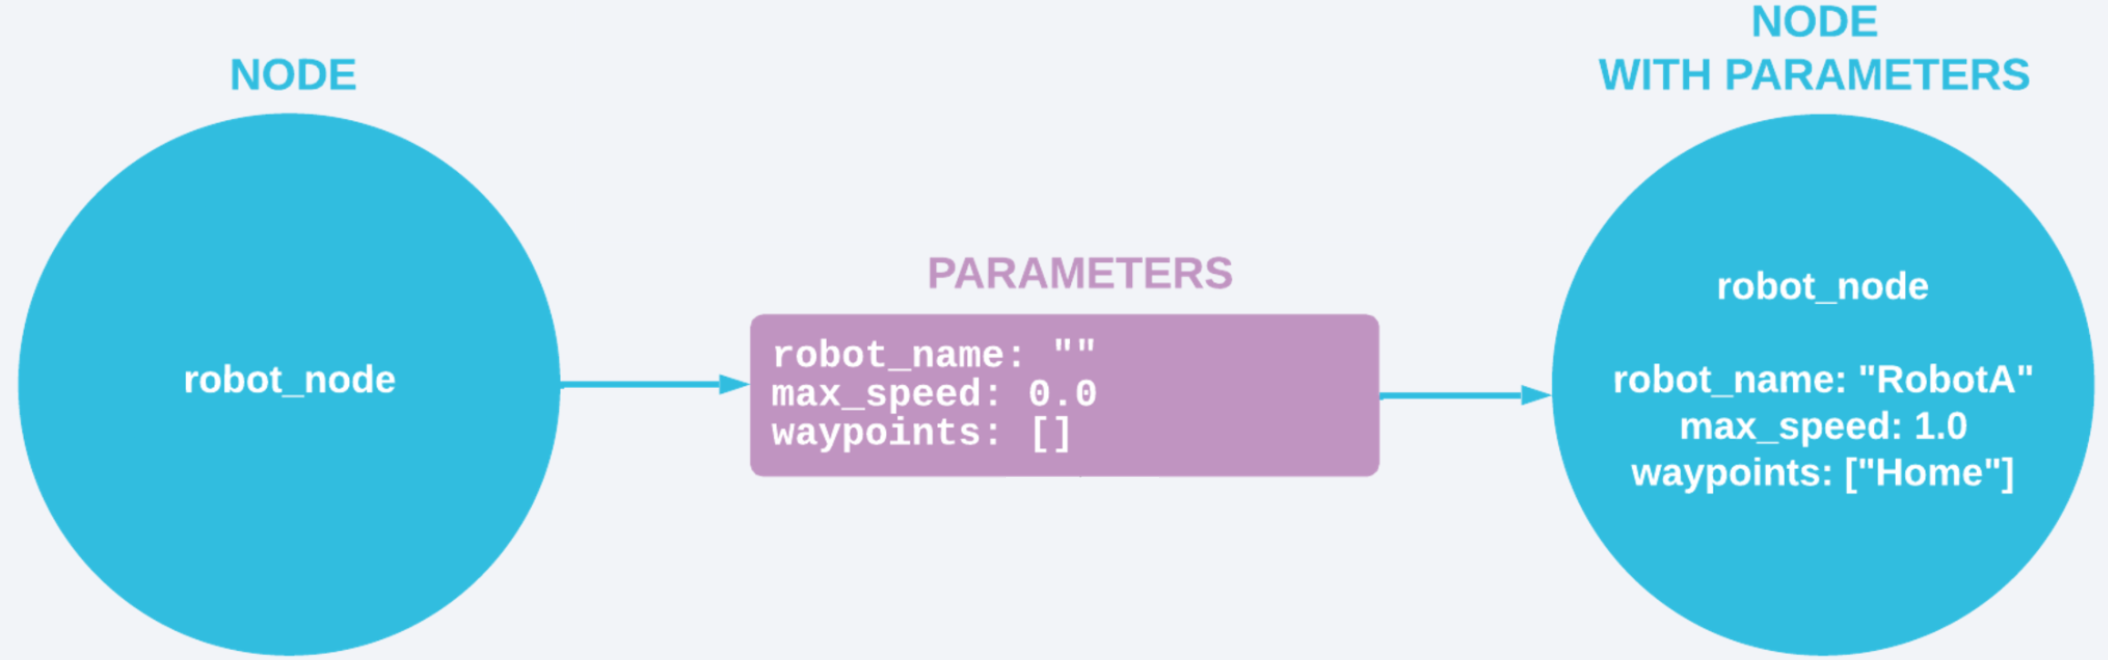 NODE
robot_node
PARAMETERS
robot_name: ""
max_speed: 0.0
waypoints: []
NODE
WITH PARAMETERS
robot_node
robot_name: "RobotA"
max_speed: 1.0
waypoints: ["Home"]